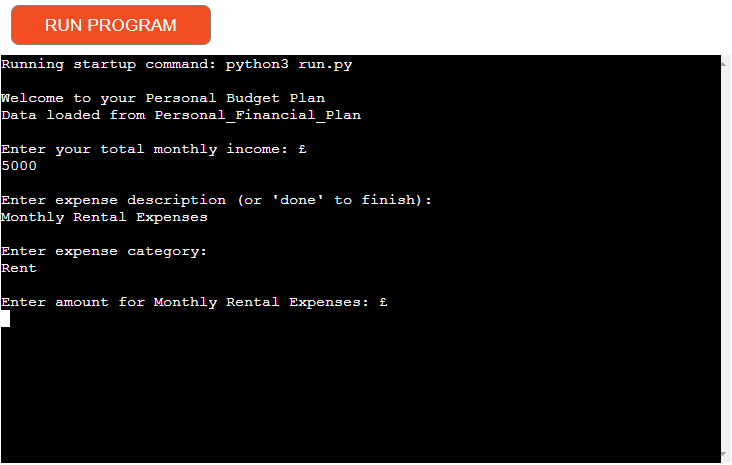 RUN PROGRAM
Running startup command: python3 run.py
Welcome to your Personal Budget Plan
Data loaded from Personal_Financial_Plan
Enter your total monthly income: £
5000
Enter expense description (or 'done' to finish):
Monthly Rental Expenses
Enter expense category:
Rent
Enter amount for Monthly Rental Expenses: £